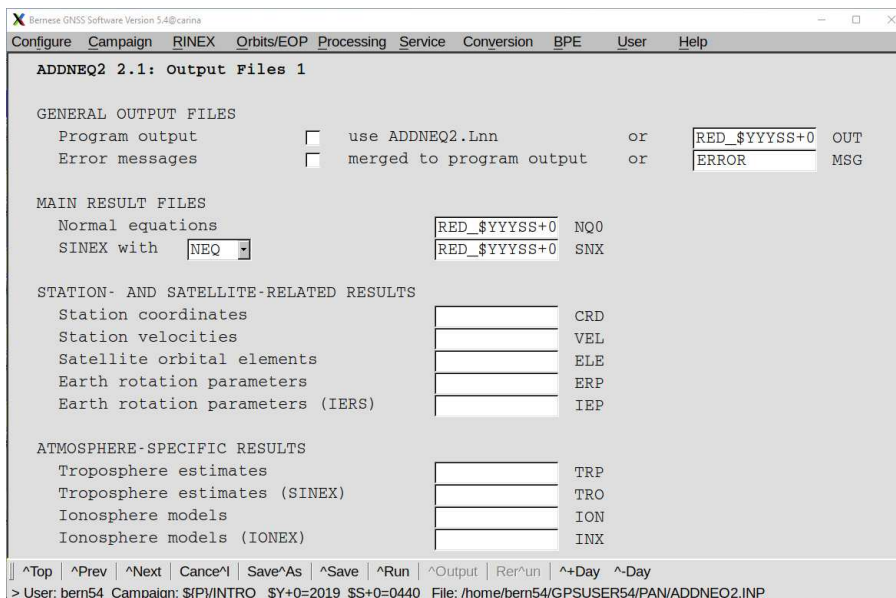 Bernese GNSS Software Version 5.4@carina
Configure Campaign RINEX Orbits/EOP Processing Service Conversion BPE User Help
ADDNEQ2 2.1: Output Files 1
GENERAL OUTPUT FILES
Program output use ADDNEQ2.Lnn or RED_$YYYSS+0 OUT
Error messages merged to program output or ERROR MSG
MAIN RESULT FILES
Normal equations RED_$YYYSS+0 NQ0
SINEX with NEQ RED_$YYYSS+0 SNX
STATION- AND SATELLITE-RELATED RESULTS
Station coordinates CRD
Station velocities VEL
Satellite orbital elements ELE
Earth rotation parameters ERP
Earth rotation parameters (IERS) IEP
ATMOSPHERE-SPECIFIC RESULTS
Troposphere estimates TRP
Troposphere estimates (SINEX) TRO
Ionosphere models ION
Ionosphere models (IONEX) INX
^Top ^Prev ^Next Cance^l Save^As ^Save ^Run ^Output Rer^un ^+Day ^-Day
> User: bern54 Campaign: ${P}/INTRO $Y+0=2019 $S+0=0440 File: /home/bern54/GPSUSER54/PAN/ADDNEQ2.INP